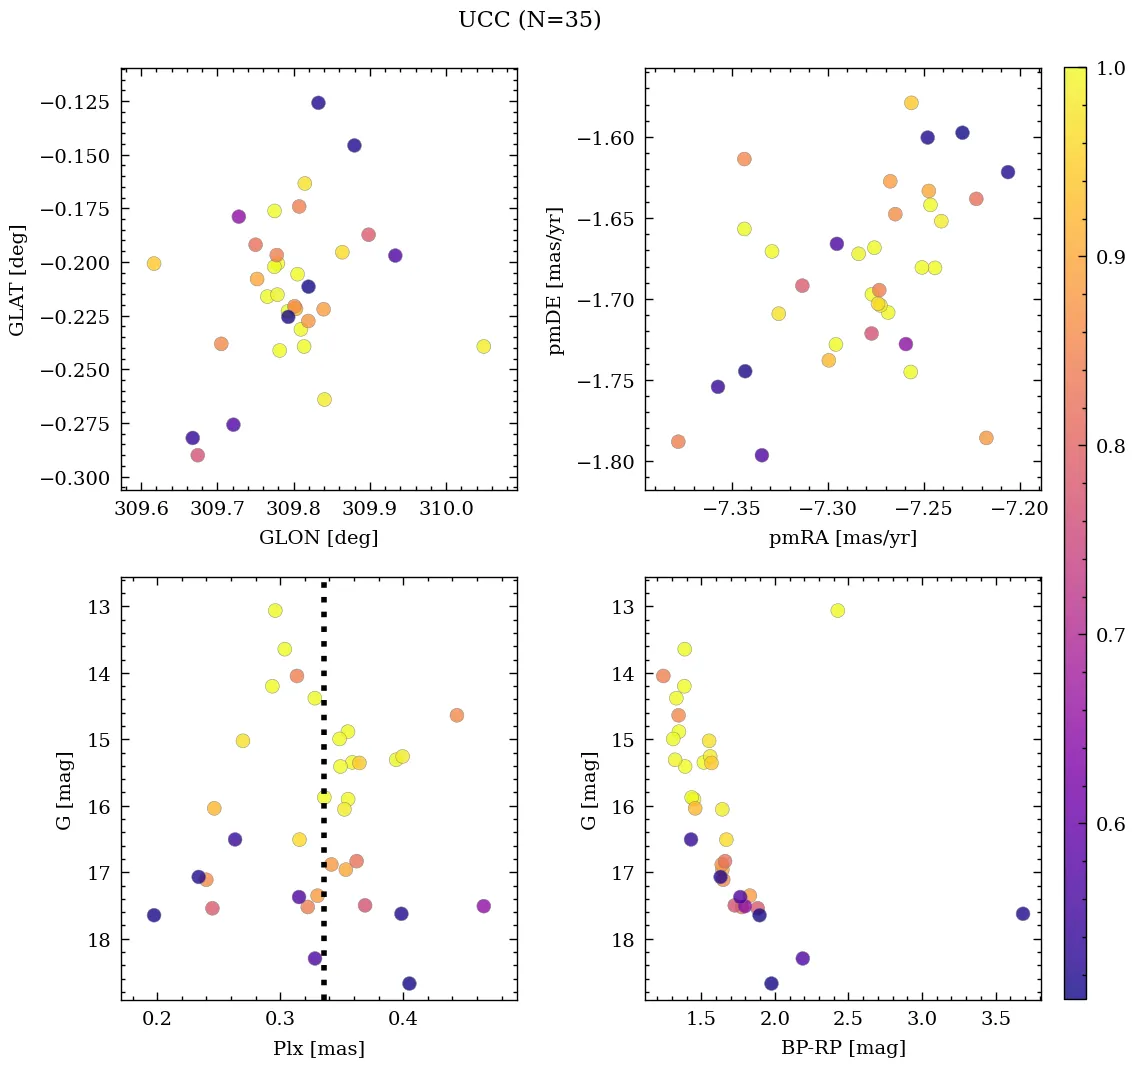 UCC (N=35)
−0.125
−0.150
−0.175
−0.200
−0.225
−0.250
−0.275
−0.300
GLAT [deg]
309.6 309.7 309.8 309.9 310.0
GLON [deg]
−1.60
−1.65
−1.70
−1.75
−1.80
pmDE [mas/yr]
−7.35 −7.30 −7.25 −7.20
pmRA [mas/yr]
1.0
0.9
0.8
0.7
0.6
13
14
15
16
17
18
G [mag]
0.2 0.3 0.4
Plx [mas]
13
14
15
16
17
18
G [mag]
1.5 2.0 2.5 3.0 3.5
BP-RP [mag]